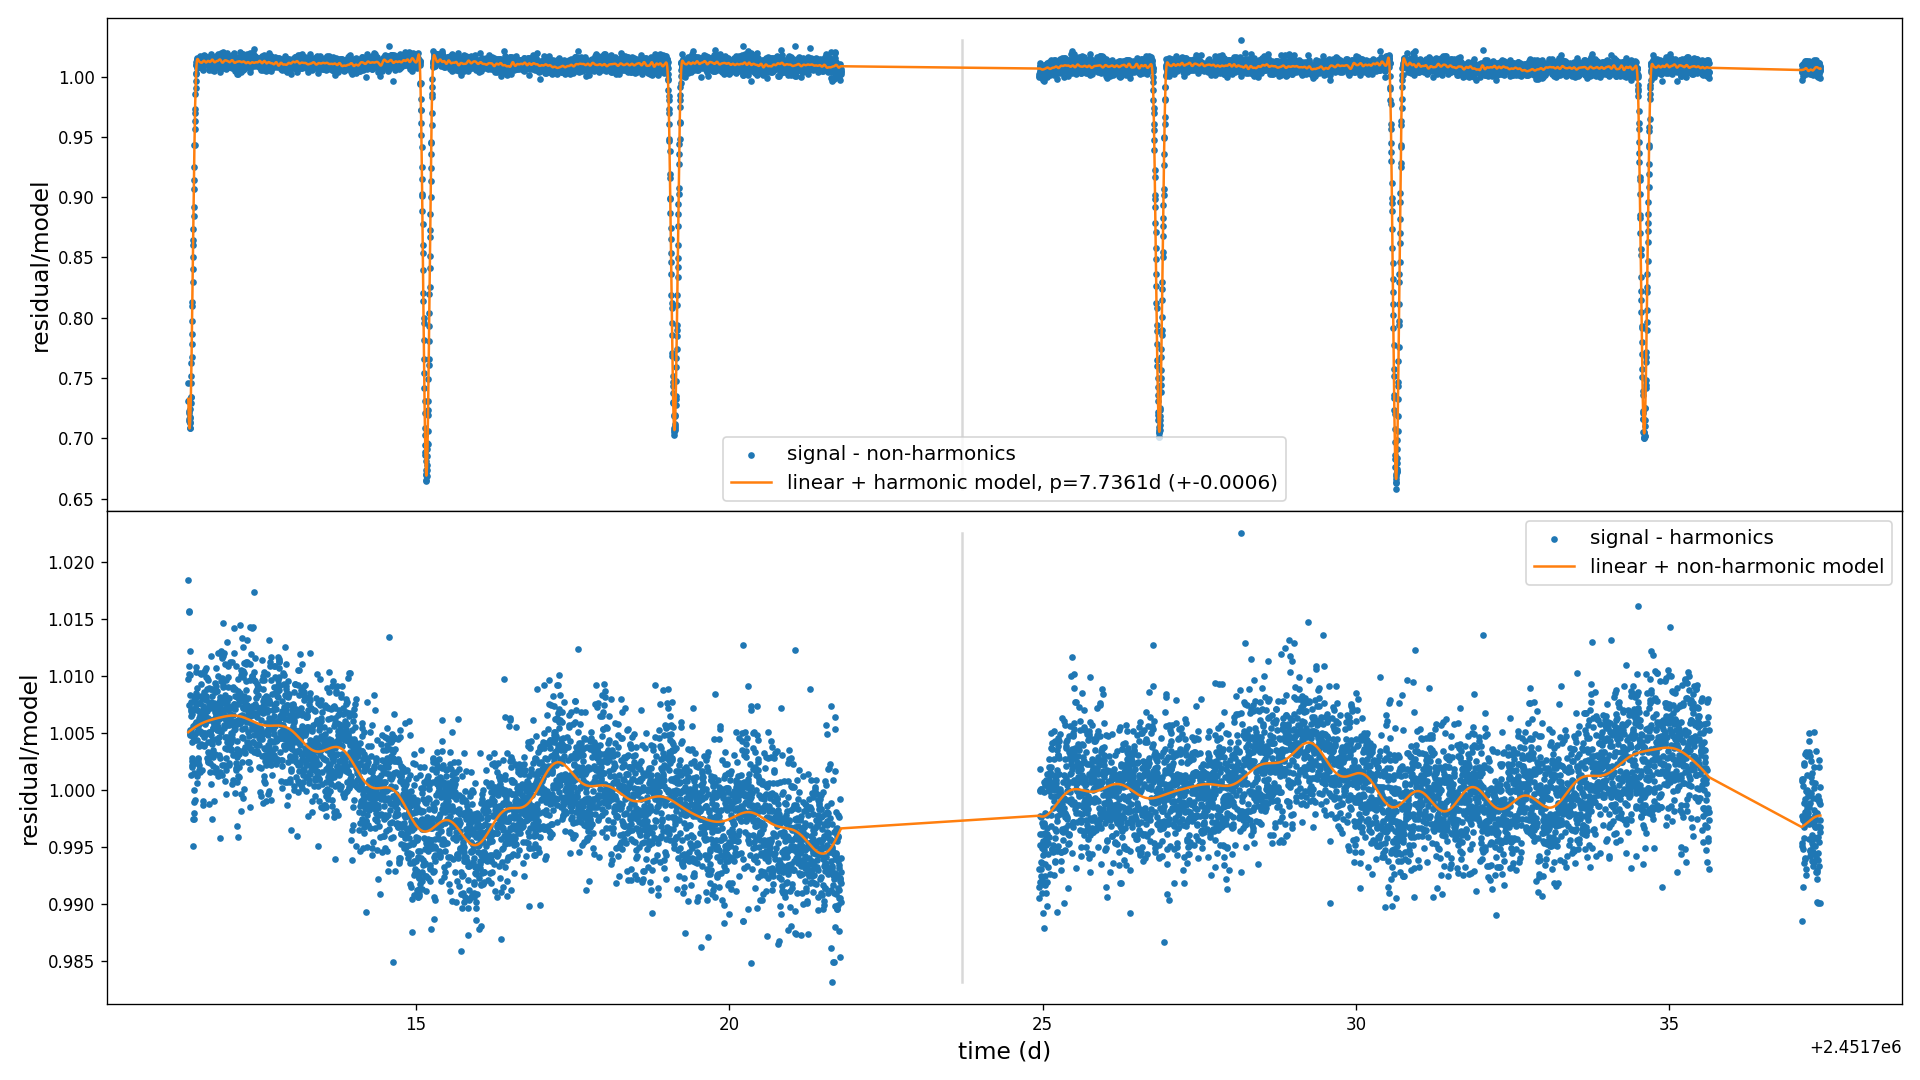 residual/model
1.00
0.95
0.90
0.85
0.80
0.75
0.70
0.65
signal - non-harmonics
linear + harmonic model, p=7.7361d (+-0.0006)
residual/model
1.020
1.015
1.010
1.005
1.000
0.995
0.990
0.985
signal - harmonics
linear + non-harmonic model
15 20 25 30 35
time (d)
+2.4517e6